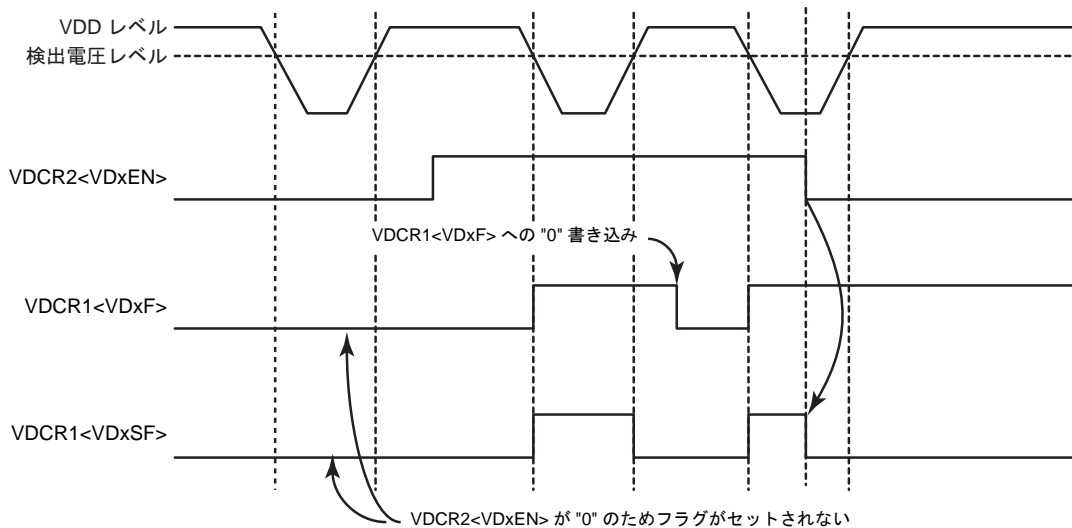 VDD レベル
検出電圧レベル
VDCR2<VDxEN>
VDCR1<VDxF> への "0" 書き込み
VDCR1<VDxF>
VDCR1<VDxSF>
VDCR2<VDxEN> が "0" のためフラグがセットされない